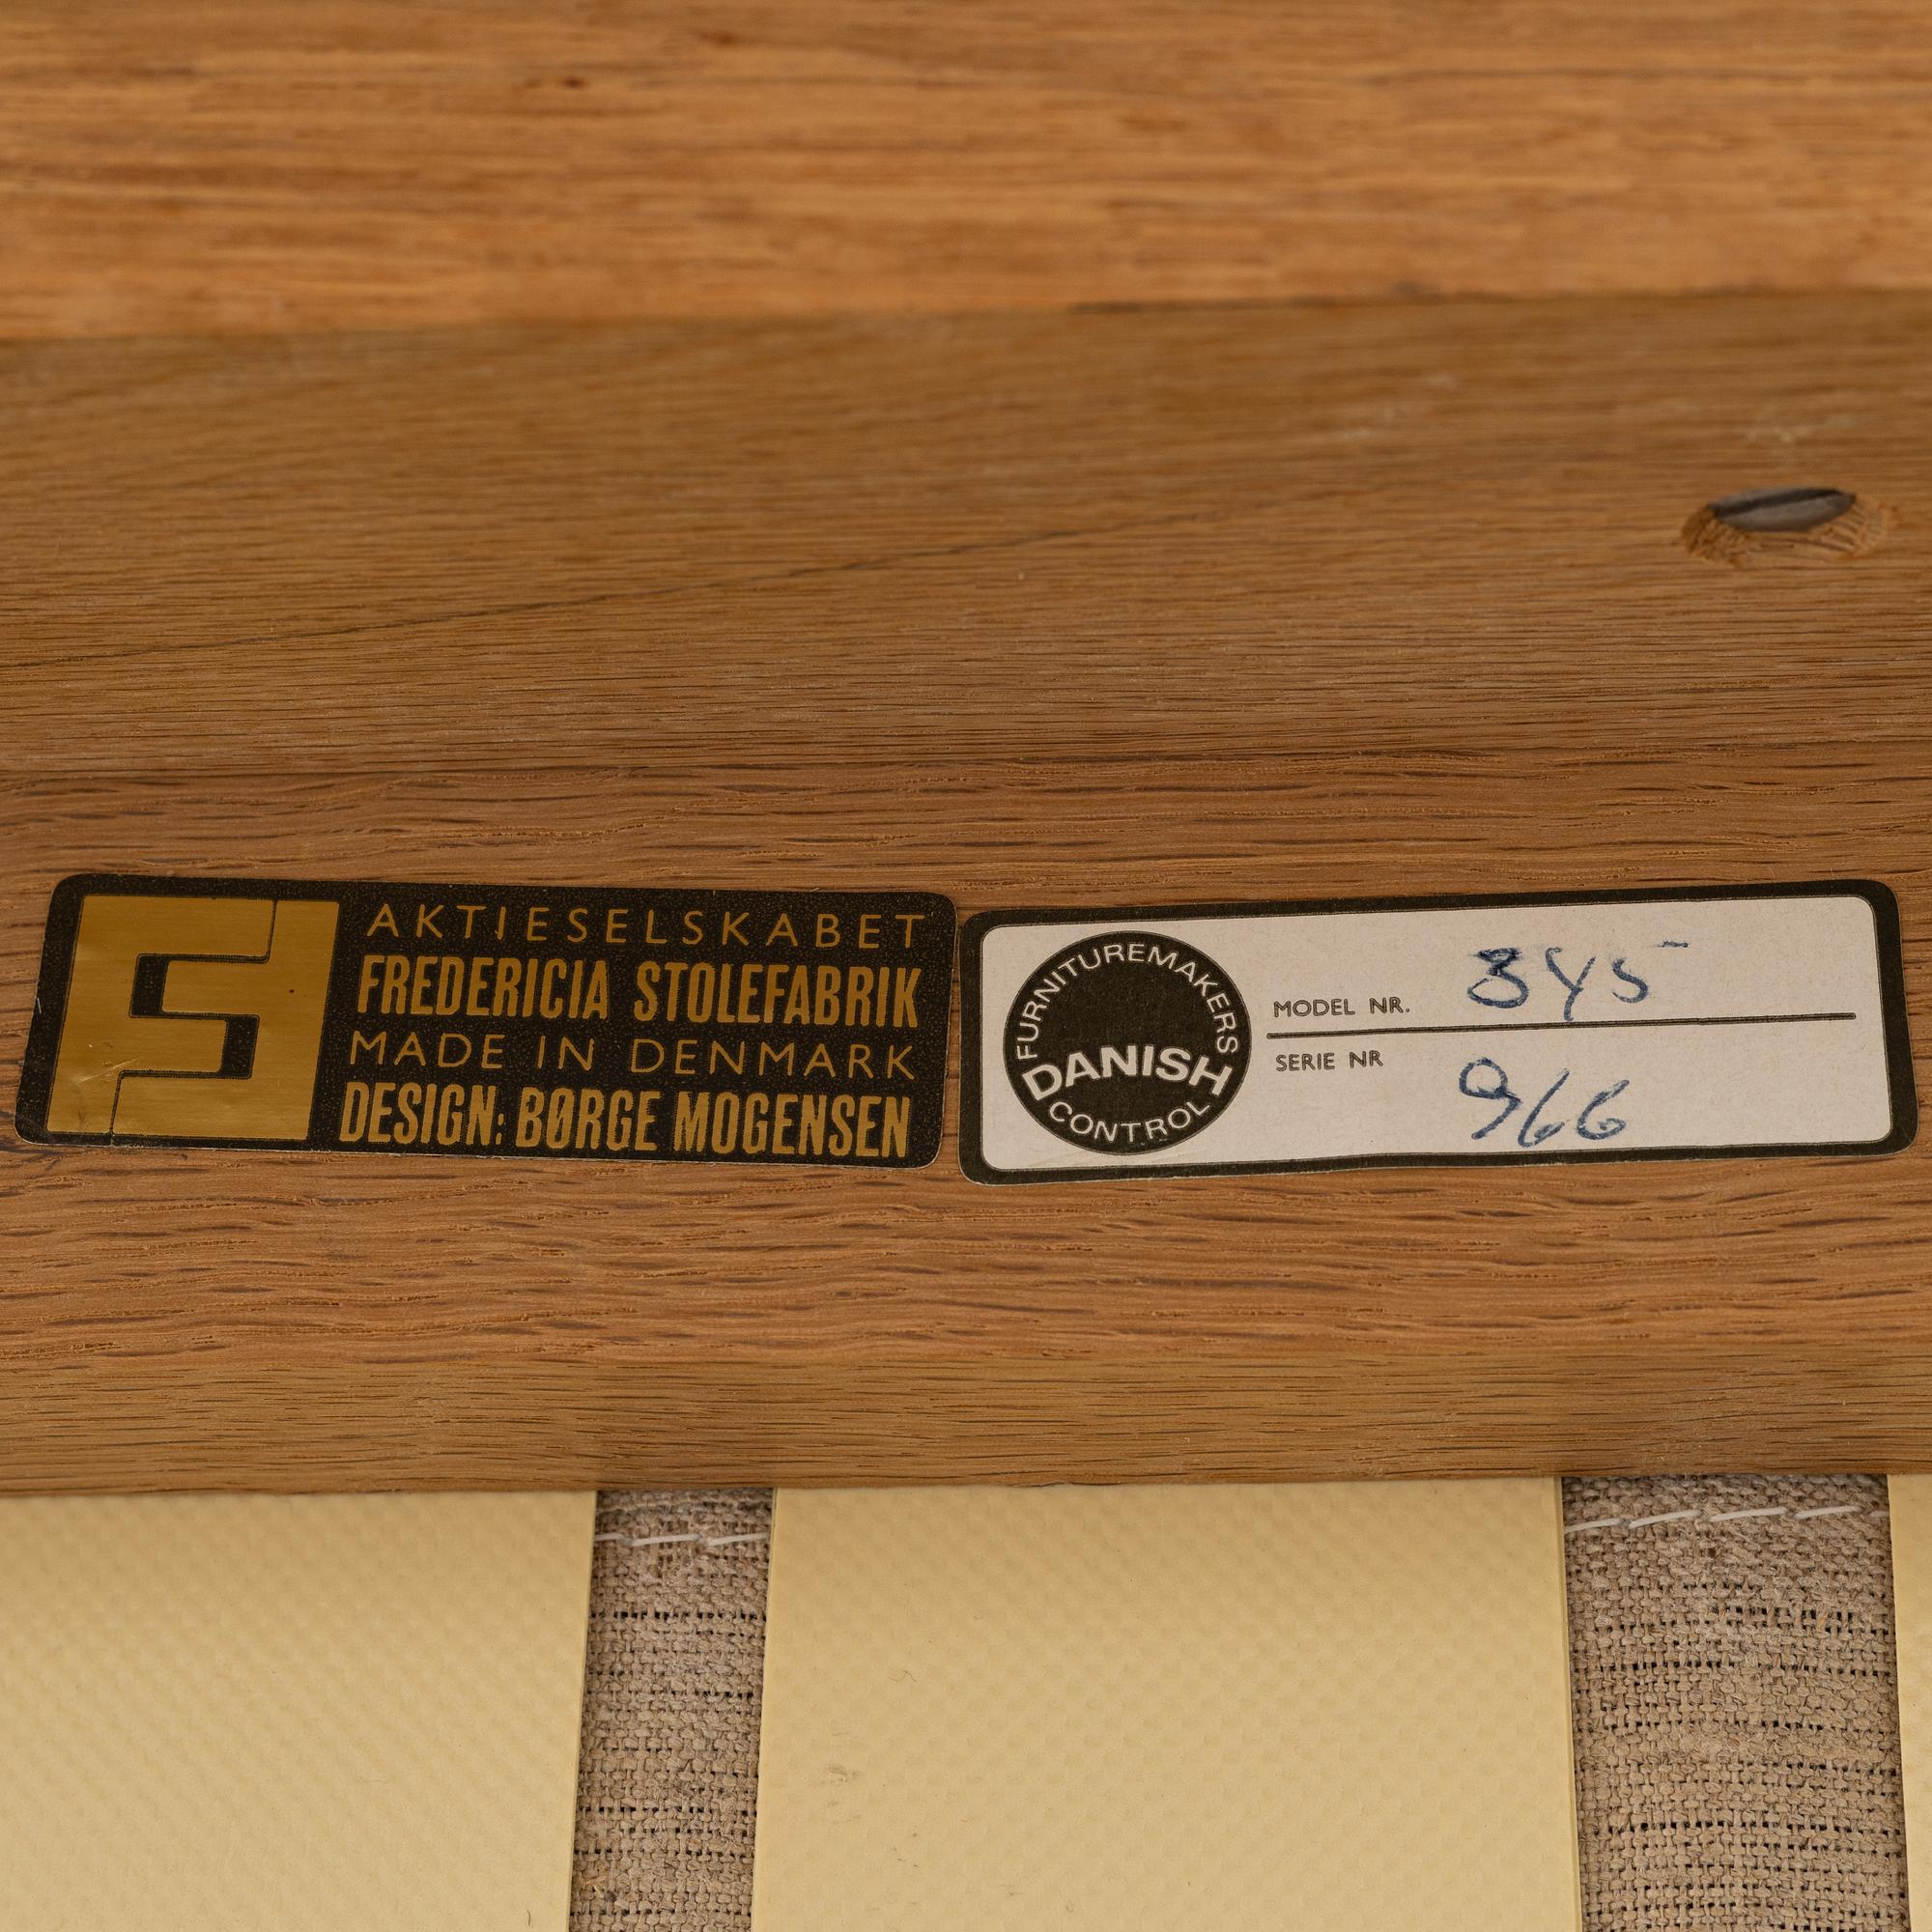 AKTIESELSKABET
FREDERICIA STOLEFABRIK
MADE IN DENMARK
DESIGN: BØRGE MOGENSEN
FURNITUREMAKERS
DANISH
CONTROL
MODEL NR. 345
SERIE NR 966